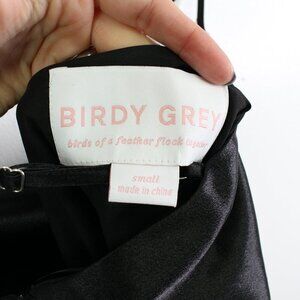 BIRDY GREY
birds of a feather flock together
small
made in china